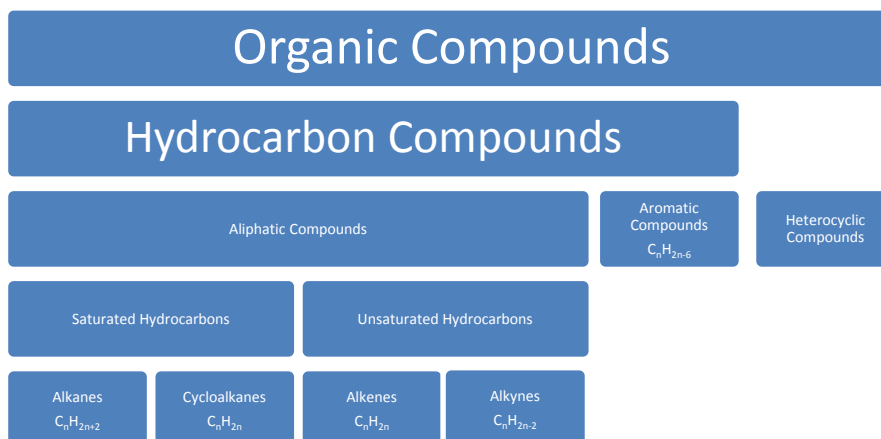 Organic Compounds
Hydrocarbon Compounds
Aliphatic Compounds
Aromatic
Compounds
CₙH₂ₙ₋₆
Heterocyclic
Compounds
Saturated Hydrocarbons
Unsaturated Hydrocarbons
Alkanes
CₙH₂ₙ₊₂
Cycloalkanes
CₙH₂ₙ
Alkenes
CₙH₂ₙ
Alkynes
CₙH₂ₙ₋₂